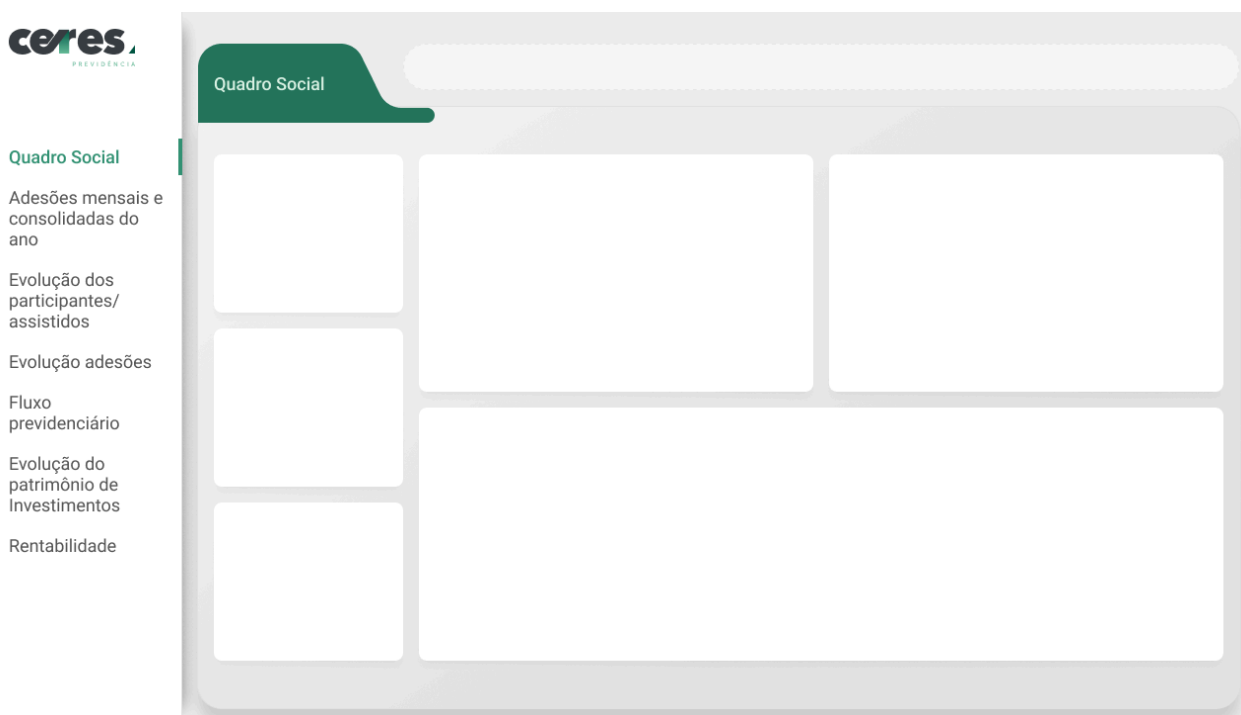 ceres
PREVIDÊNCIA
Quadro Social
Quadro Social
Adesões mensais e
consolidadas do
ano
Evolução dos
participantes/
assistidos
Evolução adesões
Fluxo
previdenciário
Evolução do
patrimônio de
Investimentos
Rentabilidade